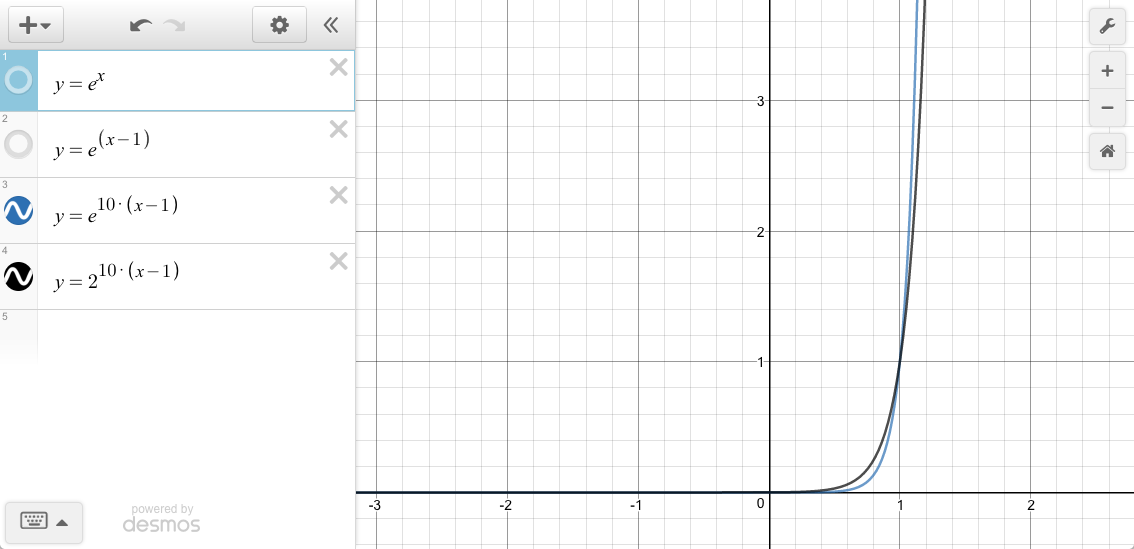 1
y = e^x
2
y = e^(x−1)
3
y = e^10·(x−1)
4
y = 2^10·(x−1)
5
powered by
desmos
3
2
1
0
-3
-2
-1
1
2